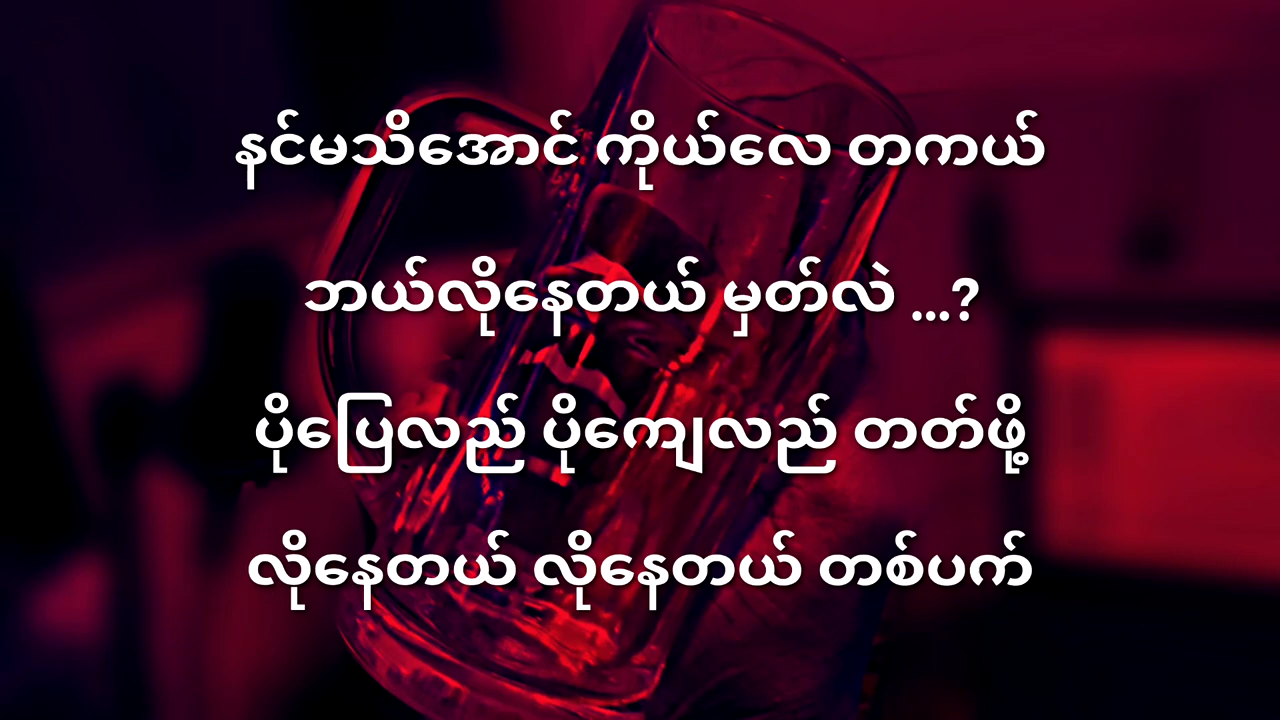 နင်မသိအောင် ကိုယ်လေ တကယ်
ဘယ်လိုနေတယ် မှတ်လဲ ...?
ပိုပြေလည် ပိုကျေလည် တတ်ဖို့
လိုနေတယ် လိုနေတယ် တစ်ပက်